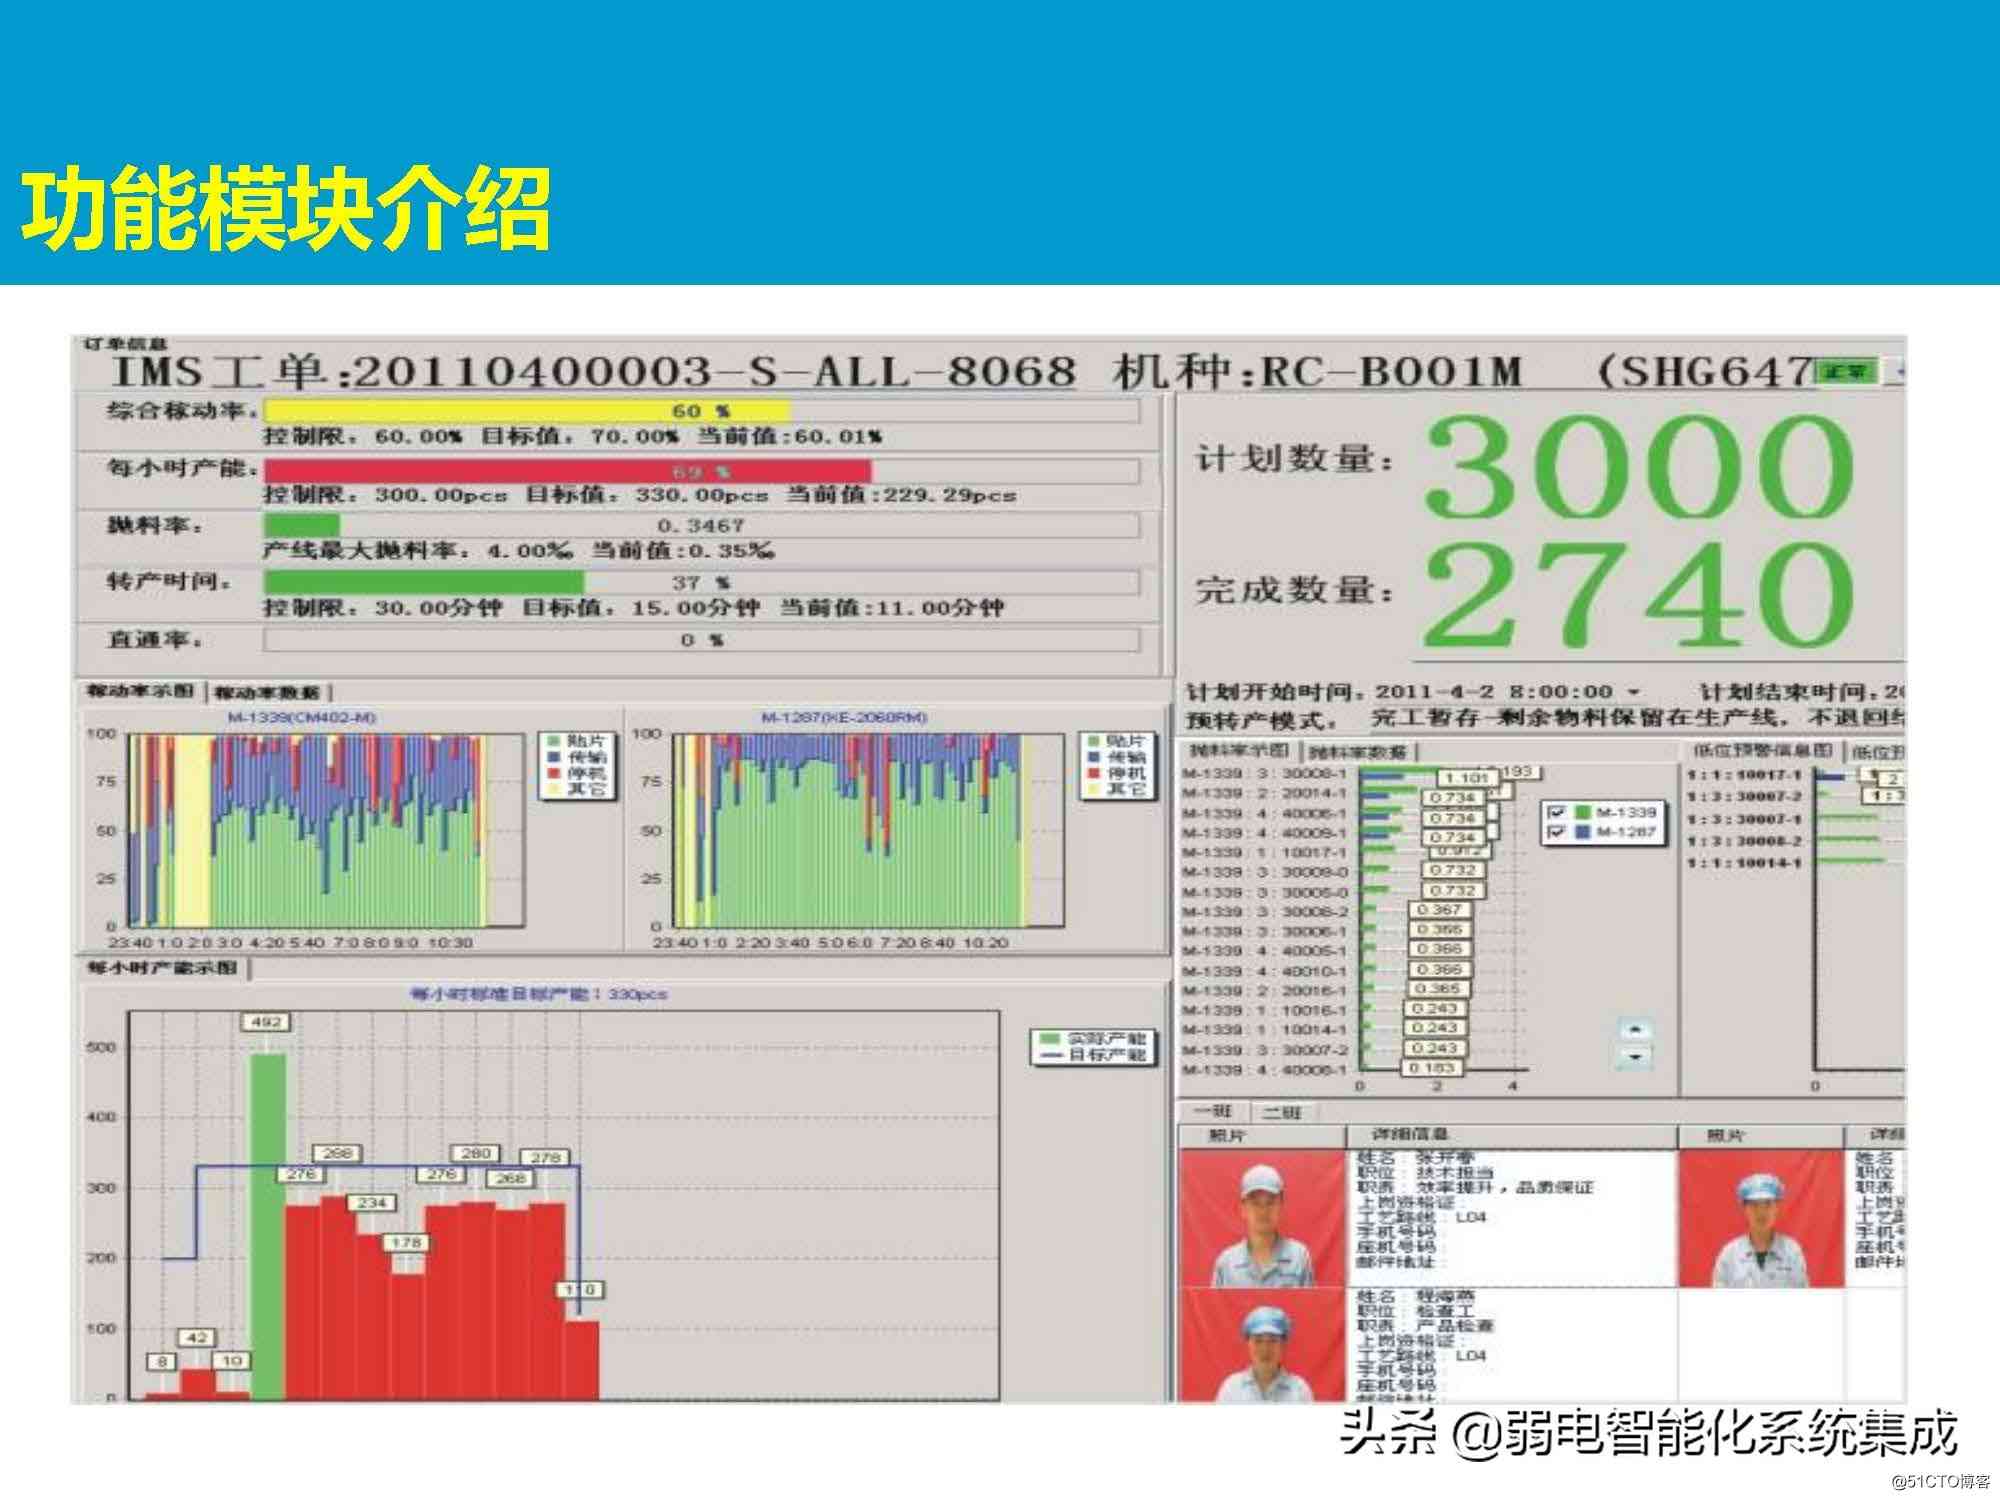 功能模块介绍
订单信息
IMS工单:20110400003-S-ALL-8068 机种:RC-B001M (SHG647
正常
综合稼动率:
60 %
控制限: 60.00% 目标值: 70.00% 当前值:60.01%
每小时产能:
69 %
控制限: 300.00pcs 目标值: 330.00pcs 当前值:229.29pcs
抛料率:
0.3467
产线最大抛料率: 4.00‰ 当前值:0.35‰
转产时间:
37 %
控制限: 30.00分钟 目标值: 15.00分钟 当前值:11.00分钟
直通率:
0 %
计划数量: 3000
完成数量: 2740
计划开始时间: 2011-4-2 8:00:00 计划结束时间:20
预转产模式: 完工暂存-剩余物料保留在生产线, 不退回
稼动率示图 稼动率数据
M-1339(CM402-M)
100
75
50
25
0
23:40 1:0 2:0 3:0 4:20 5:40 7:0 8:0 9:0 10:30
贴片
传输
停机
其它
M-1287(KE-2060RM)
100
75
50
25
0
23:40 1:0 2:20 3:40 5:0 6:0 7:20 8:40 10:20
贴片
传输
停机
其它
每小时产能示图
每小时标准目标产能:330pcs
500
400
300
200
100
0
8
42
10
492
276
288
234
178
276
280
268
278
110
实际产能
目标产能
抛料率示图 抛料率数据
M-1339:3:30008-1
M-1339:2:20014-1
M-1339:4:40006-1
M-1339:4:40009-1
M-1339:1:10017-1
M-1339:3:30009-0
M-1339:3:30005-0
M-1339:3:30006-2
M-1339:3:30006-1
M-1339:4:40005-1
M-1339:4:40010-1
M-1339:2:20016-1
M-1339:1:10016-1
M-1339:1:10014-1
M-1339:3:30007-2
M-1339:4:40008-1
1.101
0.734
0.734
0.734
0.912
0.732
0.732
0.367
0.366
0.366
0.366
0.365
0.243
0.243
0.243
0.183
0 2 4
M-1339
M-1287
低位预警信息图 低位预
1:1:10017-1
1:3:30007-2
1:3:30007-1
1:3:30008-2
1:1:10014-1
0
一班 二班
照片 详细信息 照片 详细
姓名:张开
职位:技术担当
职责:效率提升,品质保证
上岗资格证:
工艺路线:L04
手机号码:
座机号码:
邮件地址:
姓名
职位
职责
上岗资
工艺路
手机号
座机号
邮件地
姓名:程海燕
职位:检查工
职责:产品检查
上岗资格证:
工艺路线:L04
手机号码:
座机号码:
头条 @弱电智能化系统集成
@51CTO博客